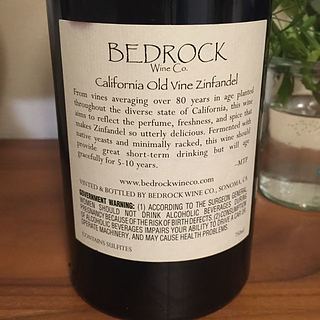 BEDROCK
Wine Co.
California Old Vine Zinfandel
From vines averaging over 80 years in age planted
throughout the diverse state of California, this wine
aims to reflect the perfume, freshness, and spice that
makes Zinfandel so utterly delicious. Fermented with
native yeasts and minimally racked, this wine should
provide great short-term drinking but will age
gracefully for 5-10 years.
-MTP
www.bedrockwineco.com
VINTED & BOTTLED BY BEDROCK WINE CO., SONOMA, CA
GOVERNMENT WARNING: (1) ACCORDING TO THE SURGEON GENERAL
WOMEN SHOULD NOT DRINK ALCOHOLIC BEVERAGES DURING
PREGNANCY BECAUSE OF THE RISK OF BIRTH DEFECTS. (2) CONSUMPTION
OF ALCOHOLIC BEVERAGES IMPAIRS YOUR ABILITY TO DRIVE A CAR OR
OPERATE MACHINERY, AND MAY CAUSE HEALTH PROBLEMS.
CONTAINS SULFITES
750ml